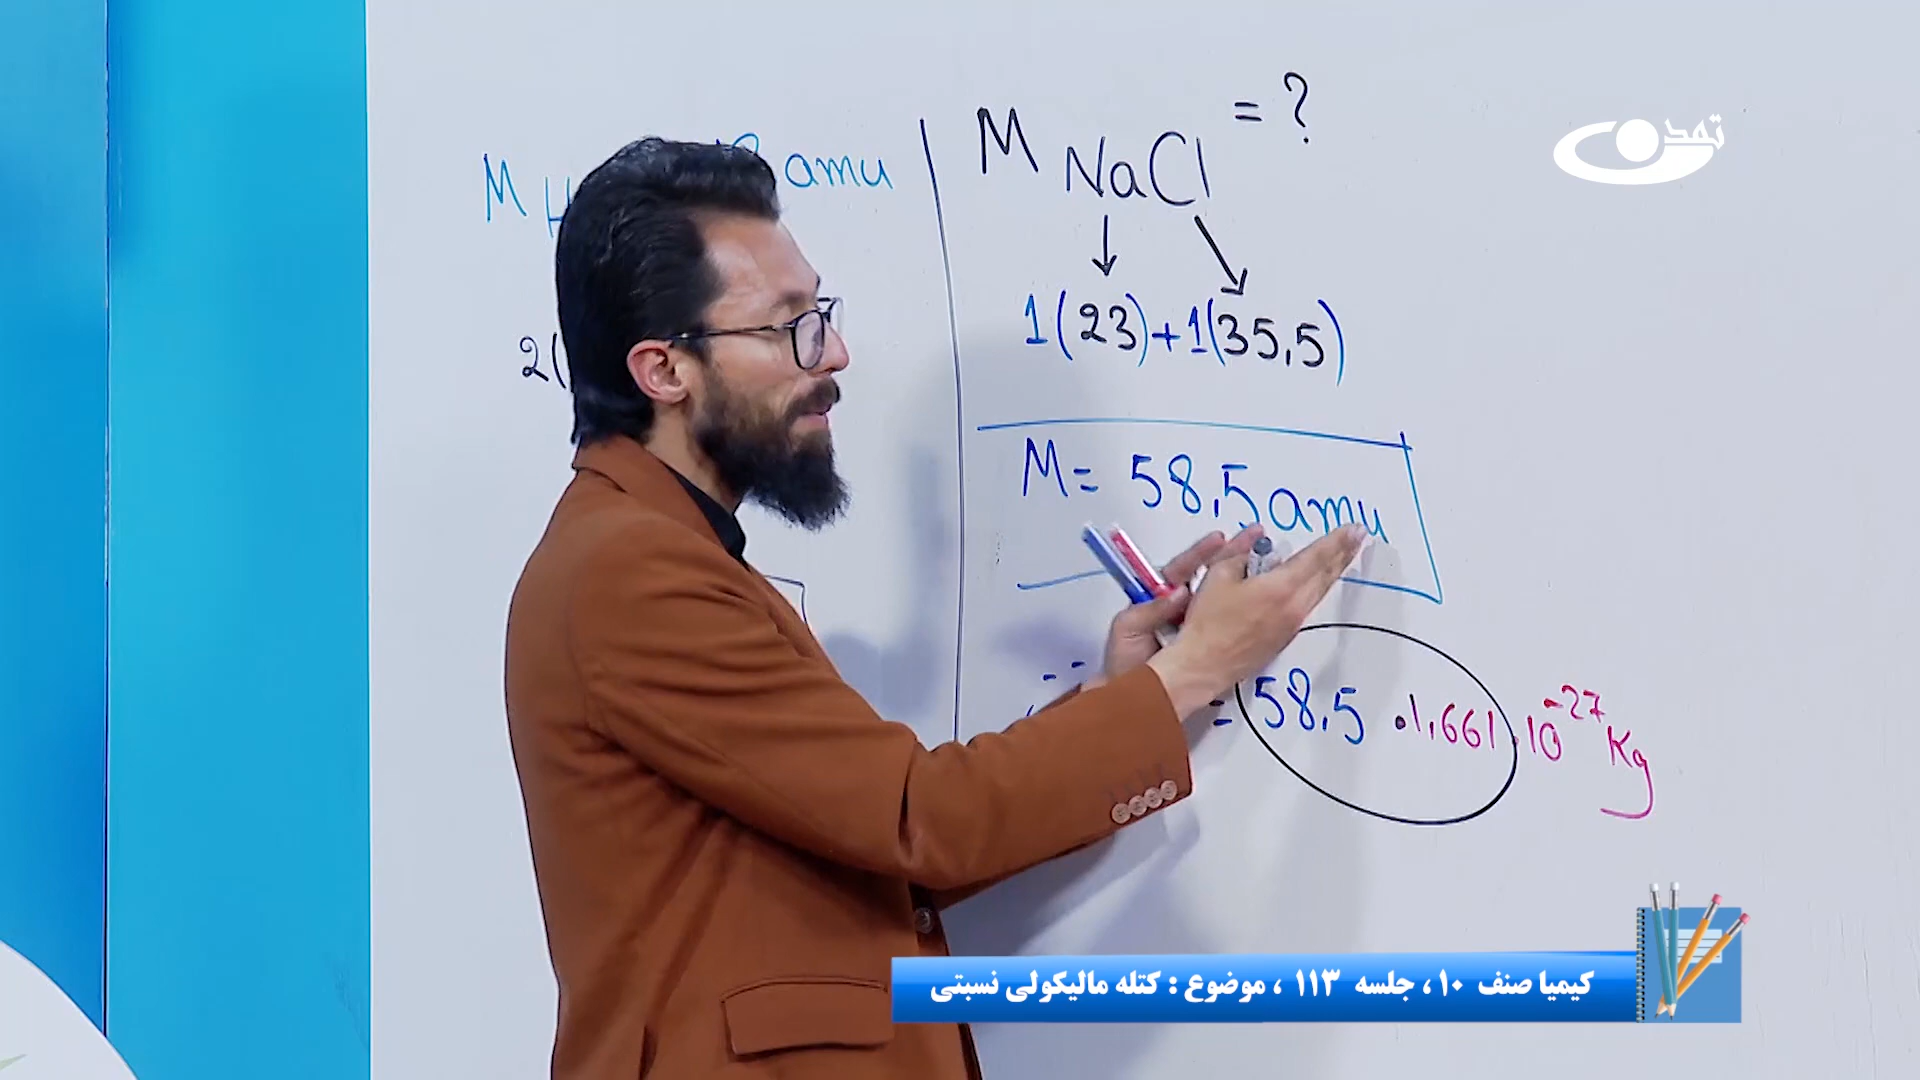 M H amu
2(
M NaCl = ?
1(23)+1(35,5)
M= 58,5 amu
= 58,5 .1,661.10⁻²⁷ Kg
تمدن
کیمیا صنف ۱۰، جلسه ۱۱۳ ، موضوع : کتله مالیکولی نسبتی